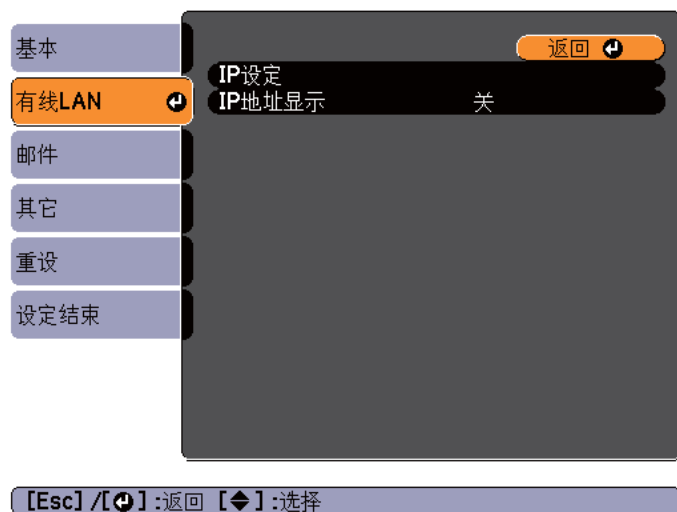 基本
有线LAN
邮件
其它
重设
设定结束
返回
IP设定
IP地址显示 关
[Esc] /[ ] :返回 [ ] :选择